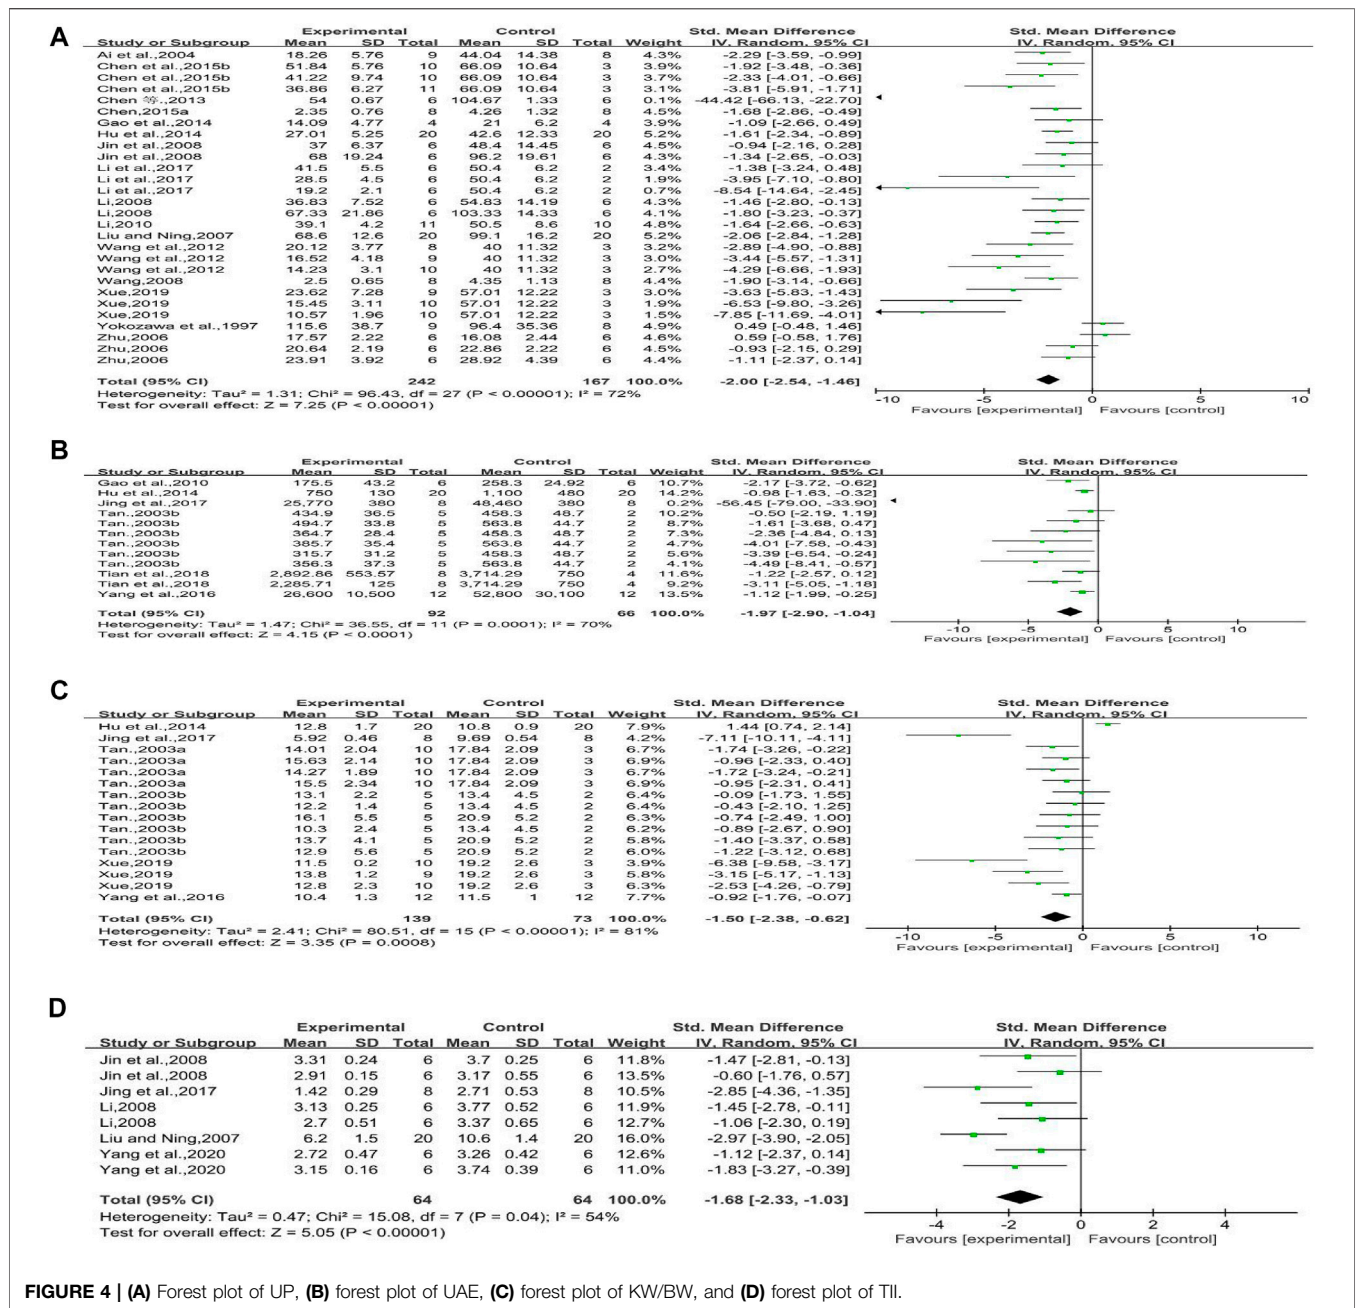 A
Experimental Control Std. Mean Difference Std. Mean Difference
Study or Subgroup Mean SD Total Mean SD Total Weight IV, Random, 95% CI IV, Random, 95% CI
Ai et al.,2004 18.26 5.76 9 44.04 14.38 8 4.3% -2.29 [-3.59, -0.99]
Chen et al.,2015b 51.84 5.76 10 66.09 10.64 3 3.9% -1.92 [-3.48, -0.36]
Chen et al.,2015b 41.22 9.74 10 66.09 10.64 3 3.7% -2.33 [-4.01, -0.66]
Chen et al.,2015b 36.86 6.27 11 66.09 10.64 3 3.1% -3.81 [-5.91, -1.71]
Chen 等.,2013 54 0.67 6 104.67 1.33 6 0.1% -44.42 [-66.13, -22.70]
Chen,2015a 2.35 0.76 8 4.26 1.32 8 4.5% -1.68 [-2.86, -0.49]
Gao et al.,2014 14.09 4.77 4 21 6.2 4 3.9% -1.09 [-2.66, 0.49]
Hu et al.,2014 27.01 5.25 20 42.6 12.33 20 5.2% -1.61 [-2.34, -0.89]
Jin et al.,2008 37 6.37 6 48.4 14.45 6 4.4% -0.94 [-2.16, 0.28]
Jin et al.,2008 68 19.24 6 96.2 19.61 6 4.3% -1.34 [-2.65, -0.03]
Li et al.,2017 41.5 5.5 6 50.4 6.2 2 3.4% -1.38 [-3.24, 0.48]
Li et al.,2017 28.5 4.5 6 50.4 6.2 2 1.9% -3.95 [-7.10, -0.80]
Li et al.,2017 19.2 2.1 6 50.4 6.2 2 0.7% -8.54 [-14.64, -2.45]
Li,2008 36.83 7.52 6 54.83 14.19 6 4.3% -1.46 [-2.80, -0.13]
Li,2008 67.33 21.86 6 103.33 14.33 6 4.1% -1.80 [-3.23, -0.37]
Li,2010 39.1 4.2 11 50.5 8.6 10 4.8% -1.64 [-2.66, -0.63]
Liu and Ning,2007 68.6 12.6 20 99.1 16.2 20 5.1% -2.06 [-2.84, -1.28]
Wang et al.,2012 20.12 3.77 8 40 11.32 3 3.2% -2.89 [-4.90, -0.88]
Wang et al.,2012 16.52 4.18 9 40 11.32 3 3.0% -3.44 [-5.57, -1.31]
Wang et al.,2012 14.23 3.1 10 40 11.32 3 2.7% -4.29 [-6.66, -1.93]
Wang,2008 2.5 0.65 8 4.35 1.13 8 4.4% -1.90 [-3.14, -0.66]
Xue,2019 23.62 7.28 9 57.01 12.22 3 3.0% -3.63 [-5.83, -1.43]
Xue,2019 15.45 3.11 10 57.01 12.22 3 1.9% -6.53 [-9.80, -3.26]
Xue,2019 10.57 1.96 10 57.01 12.22 3 1.5% -7.85 [-11.69, -4.01]
Yokozawa et al.,1997 115.6 38.7 9 96.4 35.36 8 4.8% 0.49 [-0.48, 1.46]
Zhu,2006 17.57 2.22 6 16.08 2.44 6 4.5% 0.59 [-0.58, 1.76]
Zhu,2006 20.64 2.19 6 22.86 2.22 6 4.4% -0.93 [-2.15, 0.29]
Zhu,2006 23.91 3.92 6 28.92 4.39 6 4.4% -1.11 [-2.37, 0.14]
Total (95% CI) 242 167 100.0% -2.00 [-2.54, -1.46]
Heterogeneity: Tau² = 1.31; Chi² = 96.43, df = 27 (P < 0.00001); I² = 72%
Test for overall effect: Z = 7.25 (P < 0.00001)
-10 -5 0 5 10
Favours [experimental] Favours [control]
B
Experimental Control Std. Mean Difference Std. Mean Difference
Study or Subgroup Mean SD Total Mean SD Total Weight IV, Random, 95% CI IV, Random, 95% CI
Gao et al.,2010 175.5 43.2 6 258.3 24.92 6 10.7% -2.17 [-3.72, -0.62]
Hu et al.,2014 750 130 20 1,100 480 20 14.2% -0.98 [-1.63, -0.32]
Jing et al.,2017 25,770 380 8 48,460 380 8 0.2% -56.45 [-79.00, -33.90]
Tan.,2003b 434.9 36.5 5 458.3 48.7 2 10.2% -0.50 [-2.19, 1.19]
Tan.,2003b 494.7 33.8 5 563.8 44.7 2 8.7% -1.61 [-3.68, 0.47]
Tan.,2003b 364.7 28.4 5 458.3 48.7 2 7.3% -2.36 [-4.84, 0.13]
Tan.,2003b 385.7 35.4 5 563.8 44.7 2 4.7% -4.01 [-7.58, -0.43]
Tan.,2003b 315.7 31.2 5 458.3 48.7 2 5.6% -3.39 [-6.54, -0.24]
Tan.,2003b 356.3 37.3 5 563.8 44.7 2 4.1% -4.49 [-8.41, -0.57]
Tian et al.,2018 2,892.86 553.57 8 3,714.29 750 4 11.6% -1.22 [-2.57, 0.12]
Tian et al.,2018 2,285.71 125 8 3,714.29 750 4 9.2% -3.11 [-5.05, -1.18]
Yang et al.,2016 26,600 10,500 12 52,800 30,100 12 13.5% -1.12 [-1.99, -0.25]
Total (95% CI) 92 66 100.0% -1.97 [-2.90, -1.04]
Heterogeneity: Tau² = 1.47; Chi² = 36.55, df = 11 (P = 0.0001); I² = 70%
Test for overall effect: Z = 4.15 (P < 0.0001)
-10 -5 0 5 10
Favours [experimental] Favours [control]
C
Experimental Control Std. Mean Difference Std. Mean Difference
Study or Subgroup Mean SD Total Mean SD Total Weight IV, Random, 95% CI IV, Random, 95% CI
Hu et al.,2014 12.8 1.7 20 10.8 0.9 20 7.9% 1.44 [0.74, 2.14]
Jing et al.,2017 5.92 0.46 8 9.69 0.54 8 4.2% -7.11 [-10.11, -4.11]
Tan.,2003a 14.01 2.04 10 17.84 2.09 3 6.7% -1.74 [-3.26, -0.22]
Tan.,2003a 15.63 2.14 10 17.84 2.09 3 6.9% -0.96 [-2.33, 0.40]
Tan.,2003a 14.27 1.89 10 17.84 2.09 3 6.7% -1.72 [-3.24, -0.21]
Tan.,2003a 15.5 2.34 10 17.84 2.09 3 6.9% -0.95 [-2.31, 0.41]
Tan.,2003b 13.1 2.2 5 13.4 4.5 2 6.5% -0.09 [-1.73, 1.55]
Tan.,2003b 12.2 1.4 5 13.4 4.5 2 6.4% -0.43 [-2.10, 1.25]
Tan.,2003b 16.1 5.5 5 20.9 5.2 2 6.3% -0.74 [-2.49, 1.00]
Tan.,2003b 10.3 2.4 5 13.4 4.5 2 6.2% -0.89 [-2.67, 0.90]
Tan.,2003b 13.7 4.1 5 20.9 5.2 2 5.9% -1.40 [-3.37, 0.58]
Tan.,2003b 12.9 5.6 5 20.9 5.2 2 6.0% -1.22 [-3.12, 0.68]
Xue,2019 11.5 0.2 10 19.2 2.6 3 3.9% -6.38 [-9.58, -3.17]
Xue,2019 13.8 1.2 9 19.2 2.6 3 5.8% -3.15 [-5.17, -1.13]
Xue,2019 12.8 2.3 10 19.2 2.6 3 6.3% -2.53 [-4.26, -0.79]
Yang et al.,2016 10.4 1.3 12 11.5 1 12 7.7% -0.92 [-1.76, -0.07]
Total (95% CI) 139 73 100.0% -1.50 [-2.38, -0.62]
Heterogeneity: Tau² = 2.41; Chi² = 80.51, df = 15 (P < 0.00001); I² = 81%
Test for overall effect: Z = 3.35 (P = 0.0008)
-10 -5 0 5 10
Favours [experimental] Favours [control]
D
Experimental Control Std. Mean Difference Std. Mean Difference
Study or Subgroup Mean SD Total Mean SD Total Weight IV, Random, 95% CI IV, Random, 95% CI
Jin et al.,2008 3.31 0.24 6 3.7 0.25 6 11.8% -1.47 [-2.81, -0.13]
Jin et al.,2008 2.91 0.15 6 3.17 0.55 6 13.5% -0.60 [-1.76, 0.57]
Jing et al.,2017 1.42 0.29 8 2.71 0.53 8 10.5% -2.85 [-4.36, -1.35]
Li,2008 3.13 0.25 6 3.77 0.52 6 11.9% -1.45 [-2.78, -0.11]
Li,2008 2.7 0.51 6 3.37 0.65 6 12.7% -1.06 [-2.30, 0.19]
Liu and Ning,2007 6.2 1.5 20 10.6 1.4 20 16.0% -2.97 [-3.90, -2.05]
Yang et al.,2020 2.72 0.47 6 3.26 0.42 6 12.6% -1.12 [-2.37, 0.14]
Yang et al.,2020 3.15 0.16 6 3.74 0.39 6 11.0% -1.83 [-3.27, -0.39]
Total (95% CI) 64 64 100.0% -1.68 [-2.33, -1.03]
Heterogeneity: Tau² = 0.47; Chi² = 15.08, df = 7 (P = 0.04); I² = 54%
Test for overall effect: Z = 5.05 (P < 0.00001)
-4 -2 0 2 4
Favours [experimental] Favours [control]
FIGURE 4 | (A) Forest plot of UP, (B) forest plot of UAE, (C) forest plot of KW/BW, and (D) forest plot of TII.